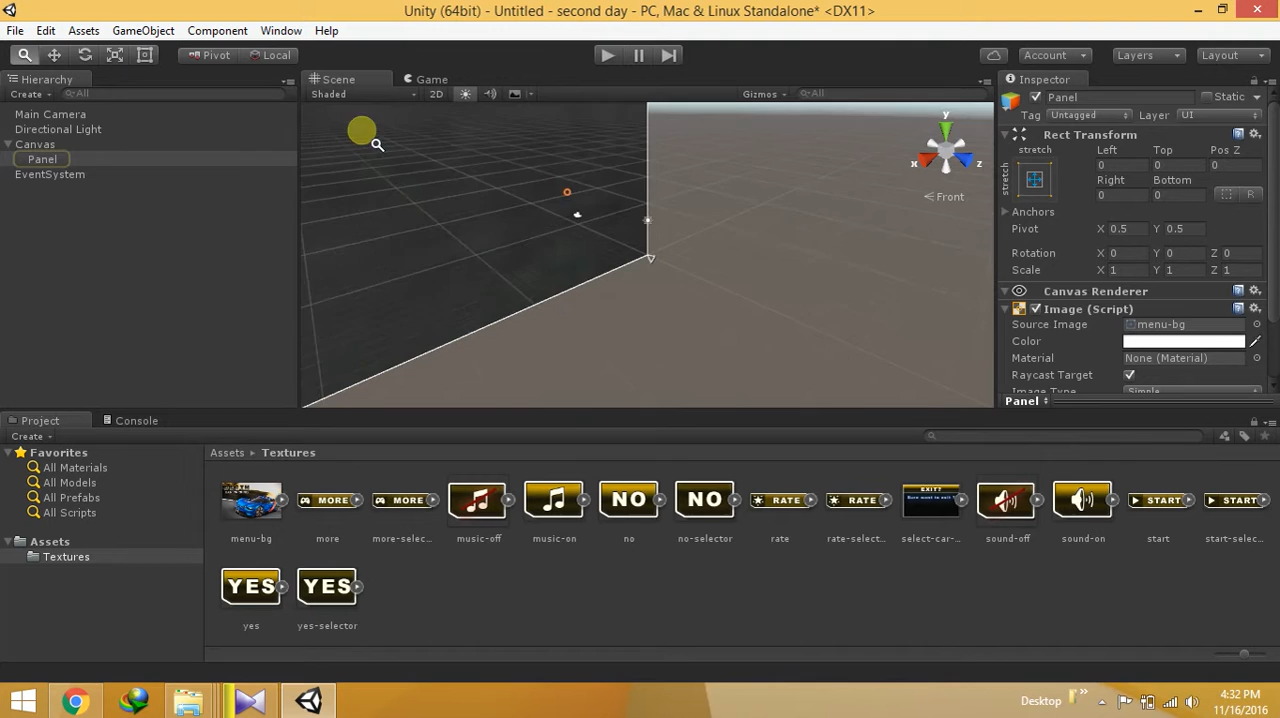 Unity (64bit) - Untitled - second day - PC, Mac & Linux Standalone* <DX11>
File Edit Assets GameObject Component Window Help
Pivot Local Account Layers Layout
Hierarchy Scene Game Inspector
Create All Shaded 2D Gizmos All
Panel Static
Tag Untagged Layer UI
Main Camera
Directional Light
Canvas
Panel
EventSystem
y
x z
Front
Rect Transform
stretch Left Top Pos Z
stretch 0 0 0
Right Bottom
0 0 R
Anchors
Pivot X 0.5 Y 0.5
Rotation X 0 Y 0 Z 0
Scale X 1 Y 1 Z 1
Canvas Renderer
Image (Script)
Source Image menu-bg
Color
Material None (Material)
Raycast Target
Image Type Simple
Panel
Project Console
Create
Favorites
All Materials
All Models
All Prefabs
All Scripts
Assets
Textures
Assets Textures
MORE MORE NO NO RATE RATE EXIT? START START
menu-bg more more-selec... music-off music-on no no-selector rate rate-select... select-car-... sound-off sound-on start start-selec...
YES YES
yes yes-selector
Desktop
4:32 PM
11/16/2016